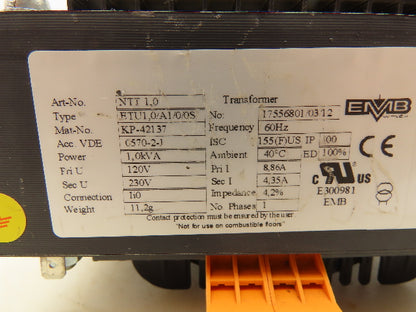 Art-No. NTT 1,0 Transformer
Type ETU1,0/A1/0/0S No: 17556801/03/12 EMB
Mat-No. KP-42137 Frequency 60Hz
Acc. VDE 0570-2-1 ISC 155(F)US IP 00 CE
Power 1,0kVA Ambient 40°C ED 100%
Fri U 120V Pri I 8,86A C RU US
Sec U 230V Sec I 4,35A E300981
Connection Ii0 Impedance 4,2% EMB
Weight 11,2g No. Phases 1
Contact protection must be ensured by the user
"Not for use on combustible floors"